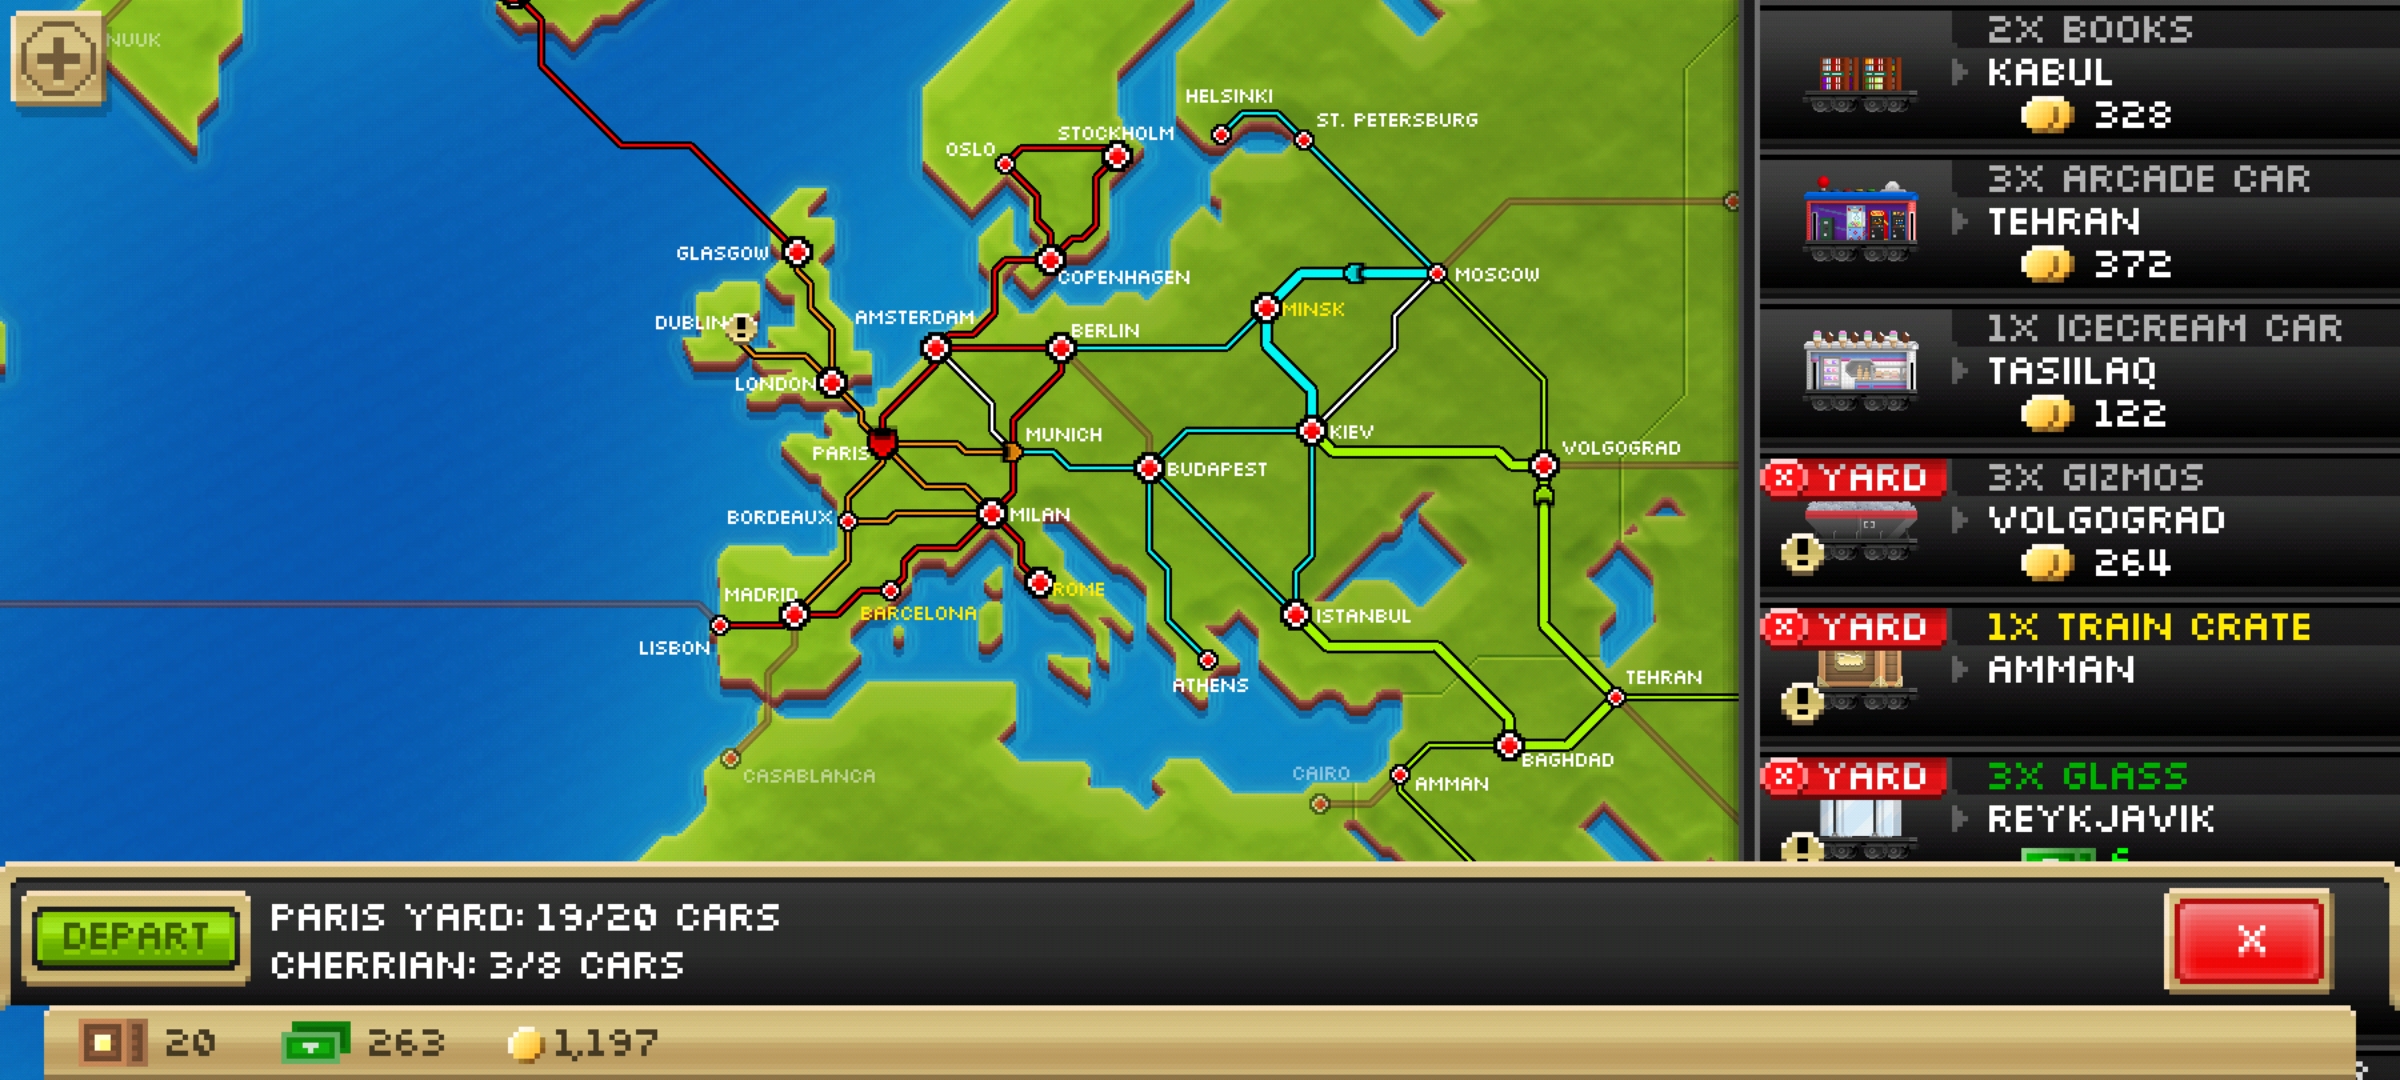 NUUK
HELSINKI
ST. PETERSBURG
STOCKHOLM
OSLO
GLASGOW
COPENHAGEN
MOSCOW
MINSK
DUBLIN
AMSTERDAM
BERLIN
LONDON
PARIS
MUNICH
KIEV
VOLGOGRAD
BUDAPEST
BORDEAUX
MILAN
MADRID
BARCELONA
ROME
ISTANBUL
LISBON
ATHENS
TEHRAN
CASABLANCA
CAIRO
AMMAN
BAGHDAD
2X BOOKS
KABUL
328
3X ARCADE CAR
TEHRAN
372
1X ICECREAM CAR
TASIILAQ
122
YARD
3X GIZMOS
VOLGOGRAD
264
YARD
1X TRAIN CRATE
AMMAN
YARD
3X GLASS
REYKJAVIK
DEPART
PARIS YARD: 19/20 CARS
CHERRIAN: 3/8 CARS
X
20
263
1,197